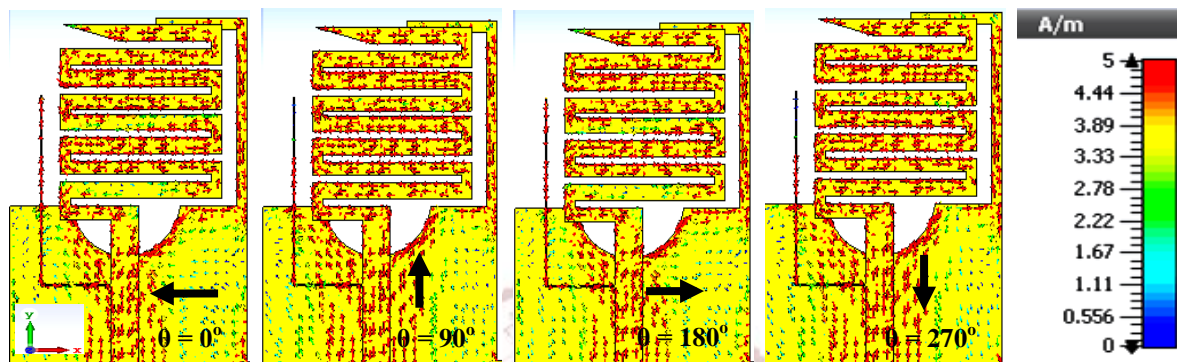 A/m
5
4.44
3.89
3.33
2.78
2.22
1.67
1.11
0.556
0
y
x
θ = 0°
θ = 90°
θ = 180°
θ = 270°